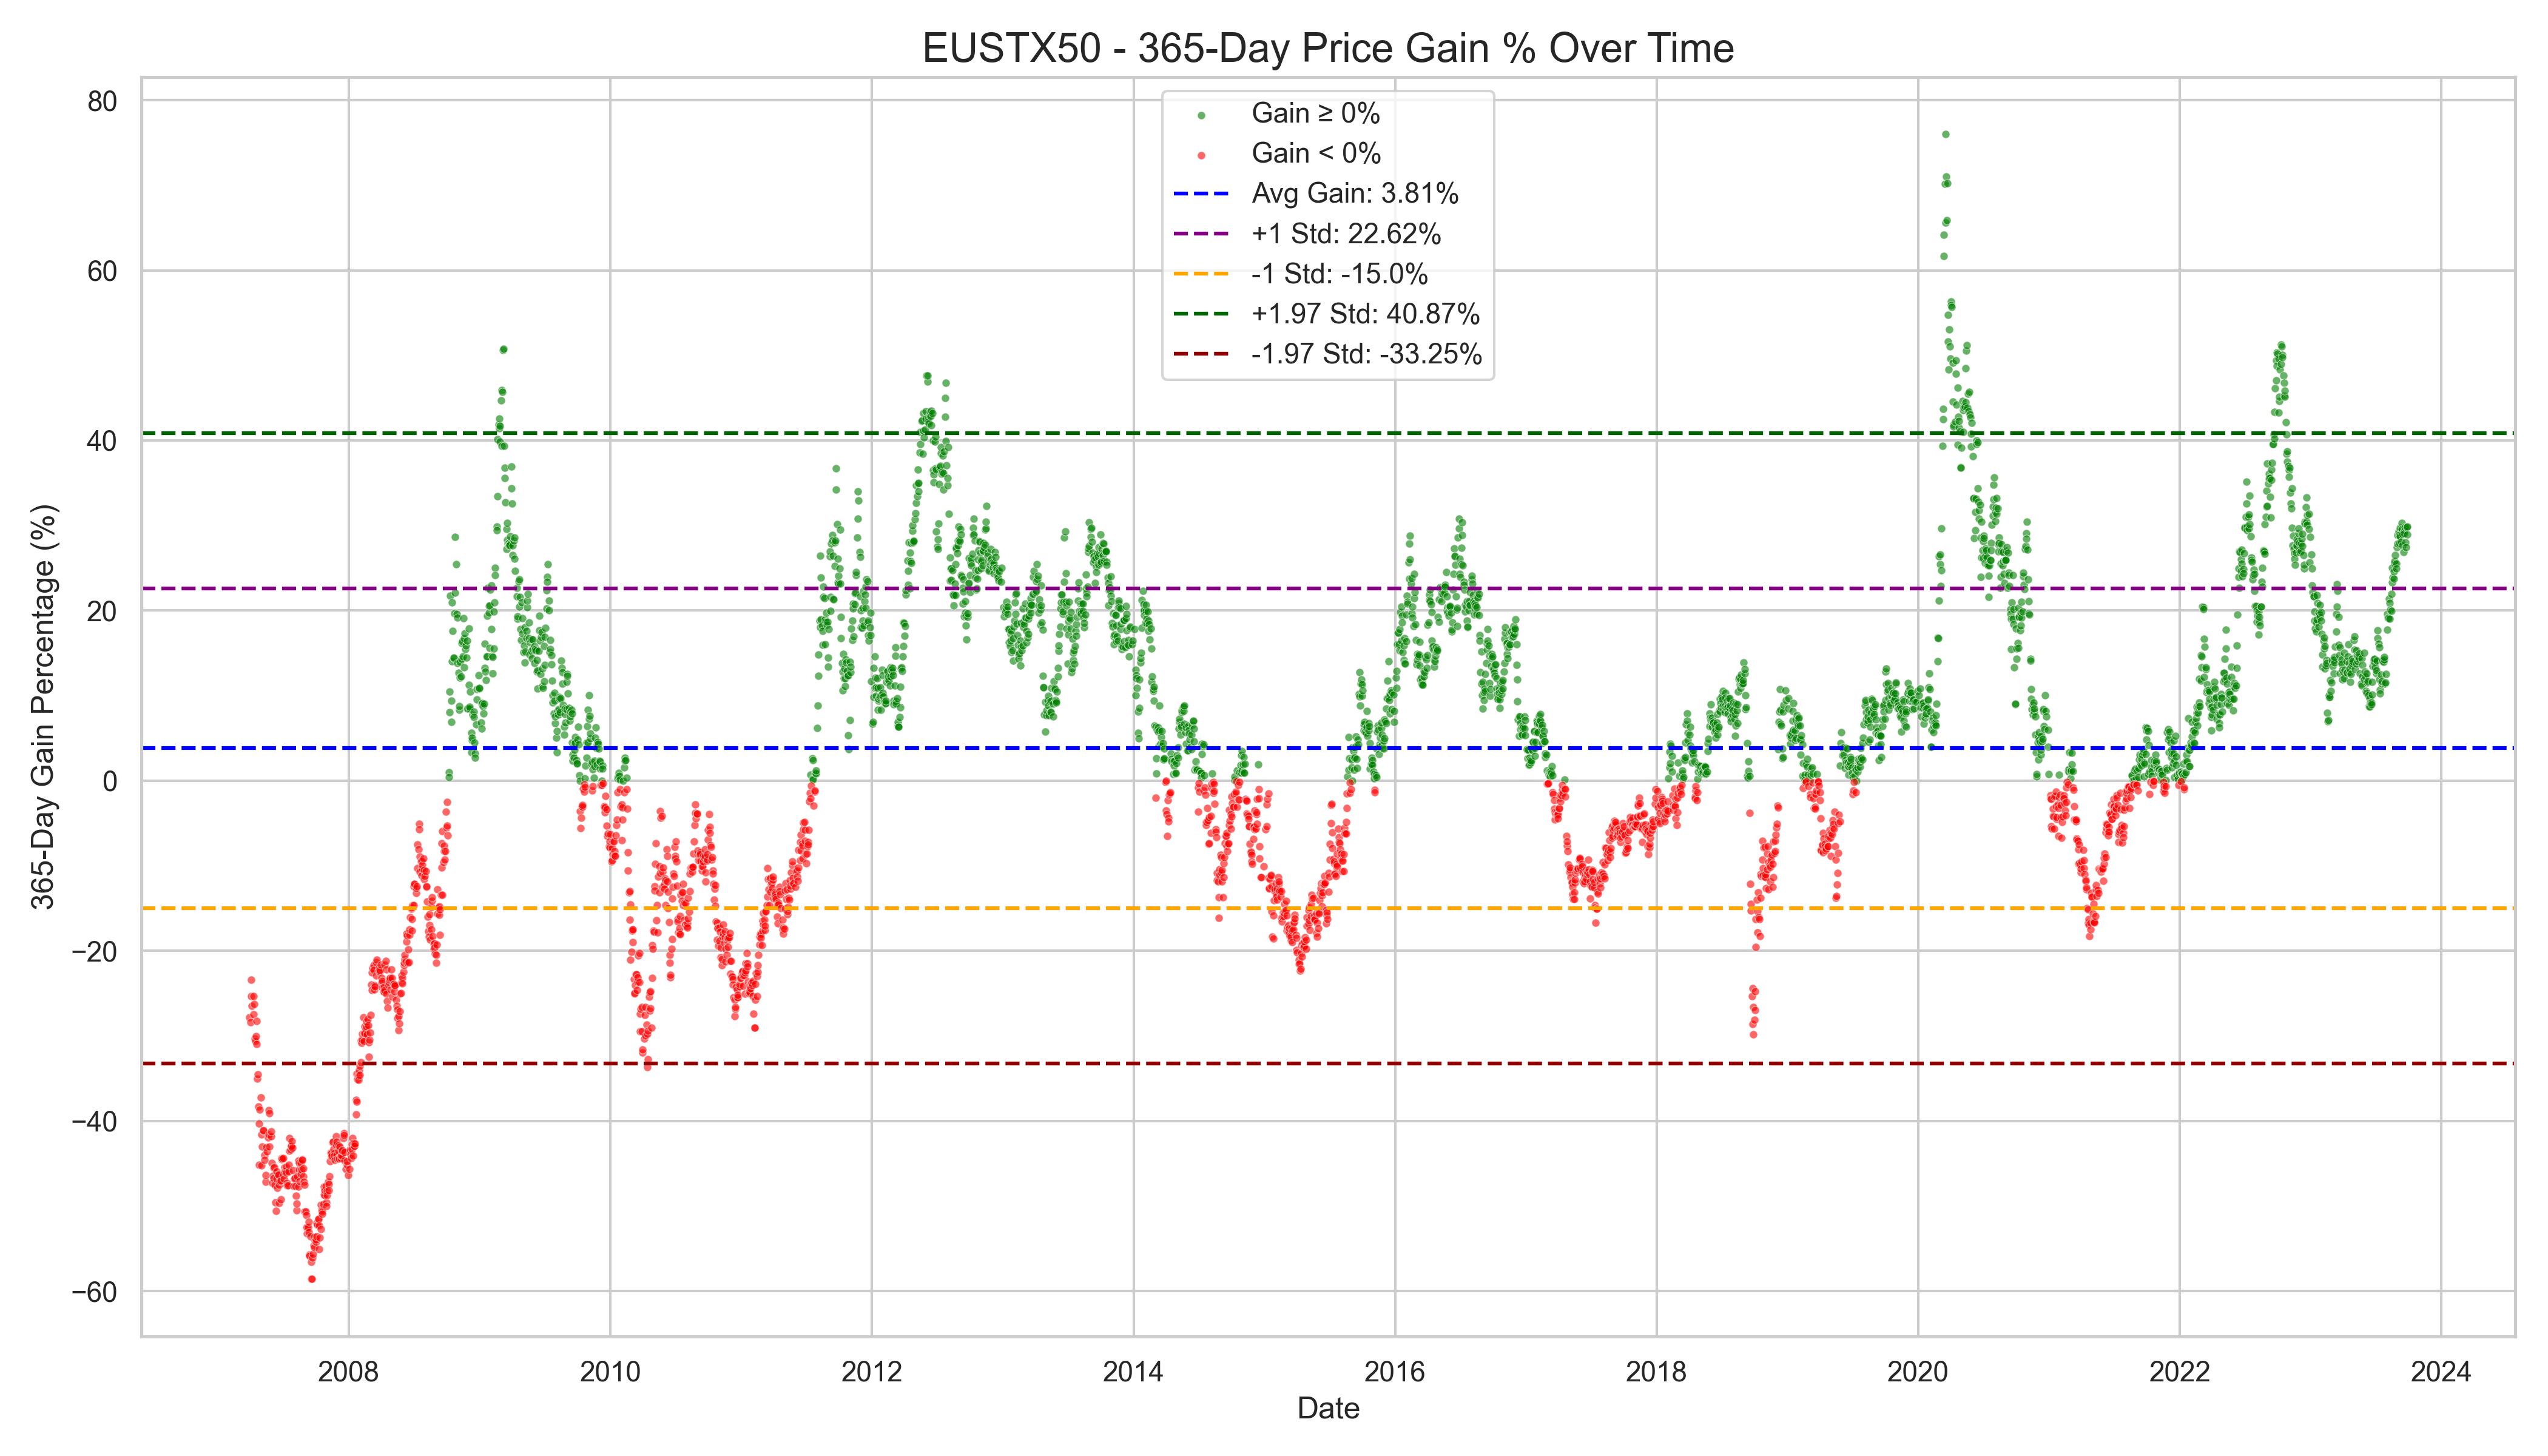 EUSTX50 - 365-Day Price Gain % Over Time
Gain ≥ 0%
Gain < 0%
Avg Gain: 3.81%
+1 Std: 22.62%
-1 Std: -15.0%
+1.97 Std: 40.87%
-1.97 Std: -33.25%
365-Day Gain Percentage (%)
80
60
40
20
0
−20
−40
−60
2008 2010 2012 2014 2016 2018 2020 2022 2024
Date